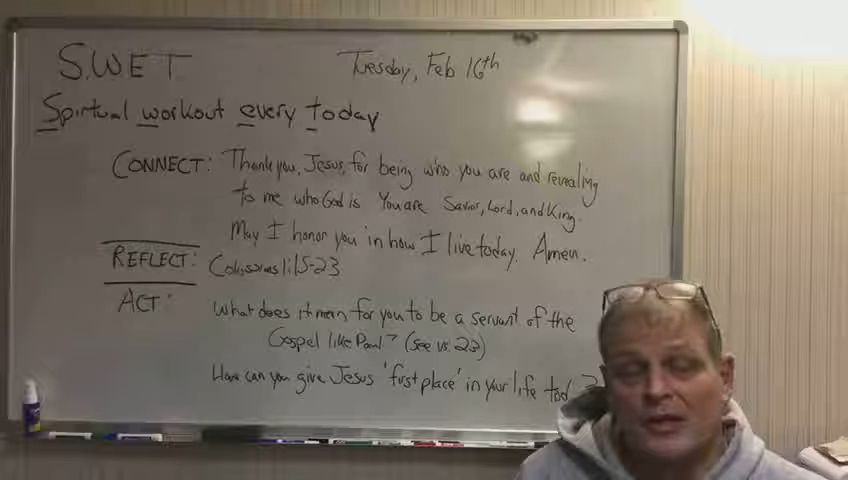 S.W.E.T.
Tuesday, Feb 16th
Spirtual workout every today
CONNECT: Thank you, Jesus, for being who you are and revealing
to me who God is. You are Savior, Lord, and King.
May I honor you in how I live today. Amen.
REFLECT: Colossians 1:15-23
ACT: What does it mean for you to be a servant of the
Gospel like Paul? (see vs. 23)
How can you give Jesus 'first place' in your life tod